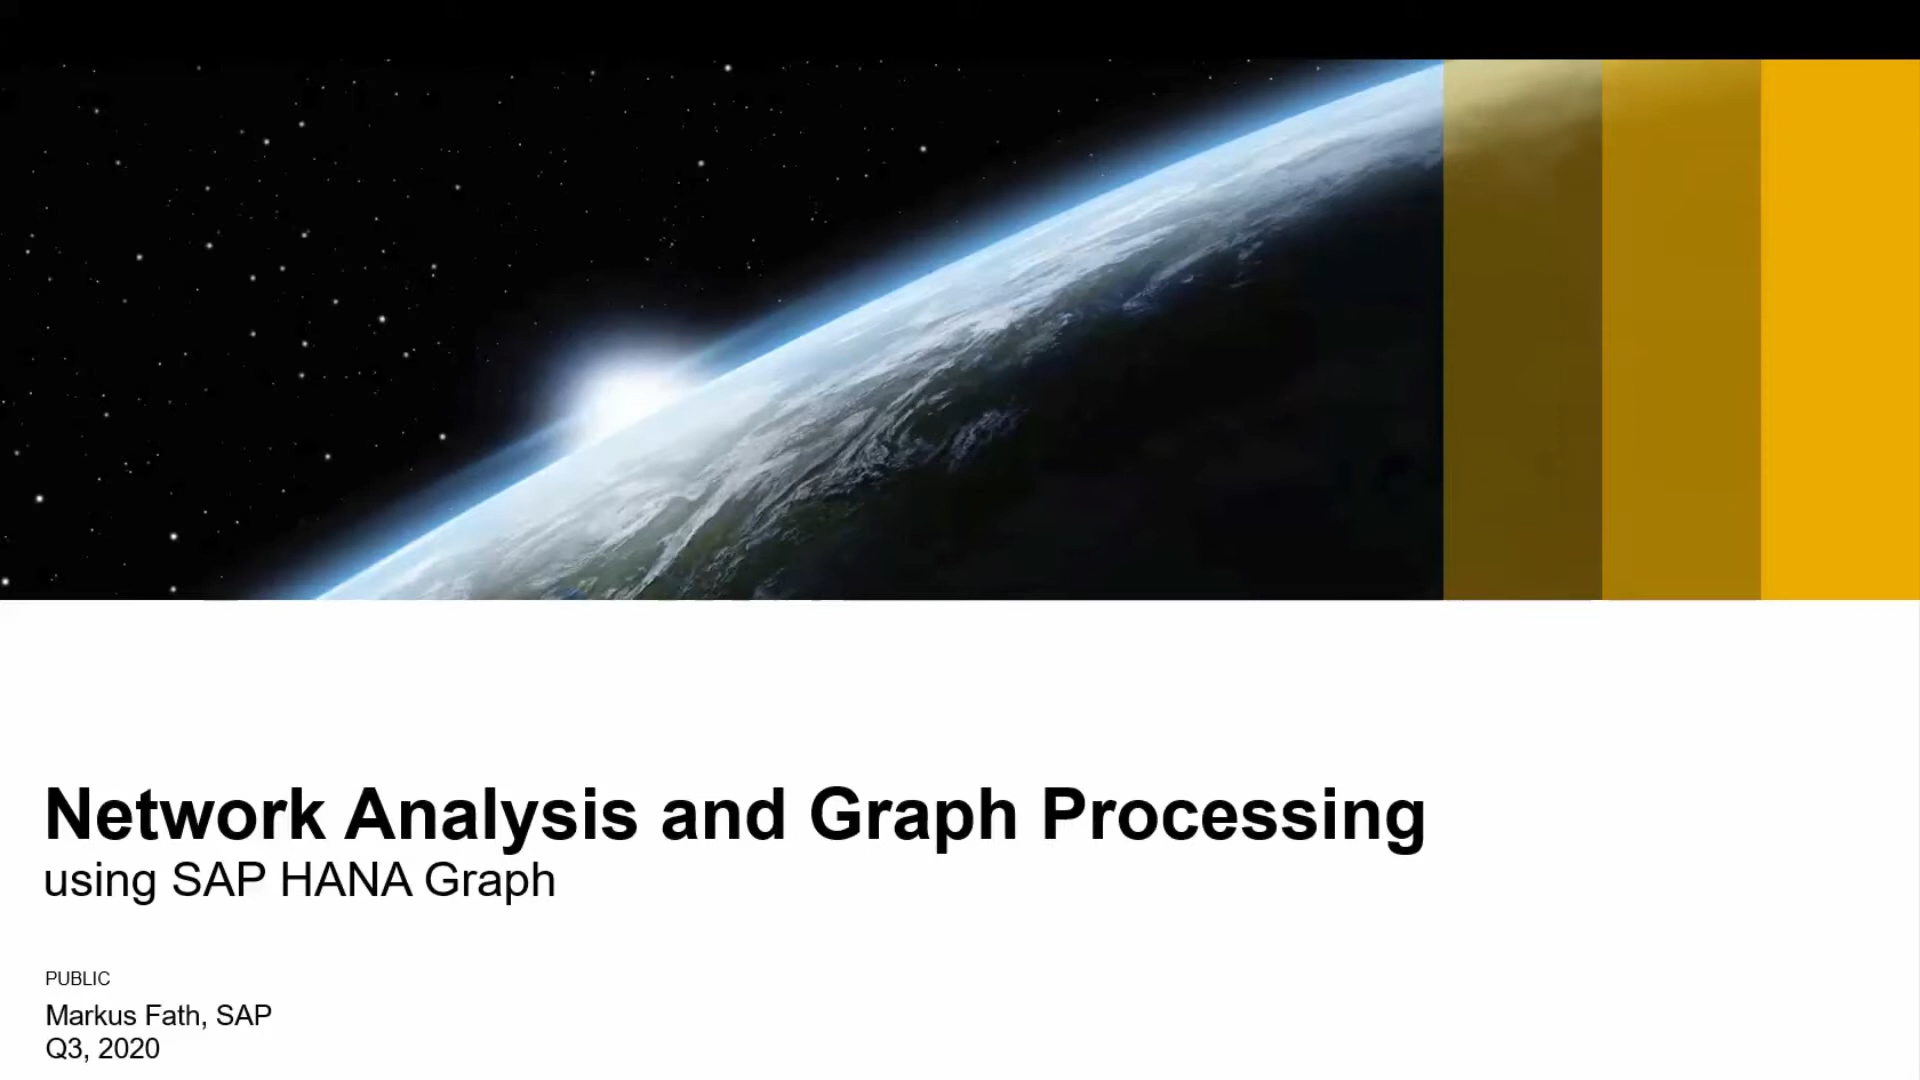 Network Analysis and Graph Processing
using SAP HANA Graph
PUBLIC
Markus Fath, SAP
Q3, 2020